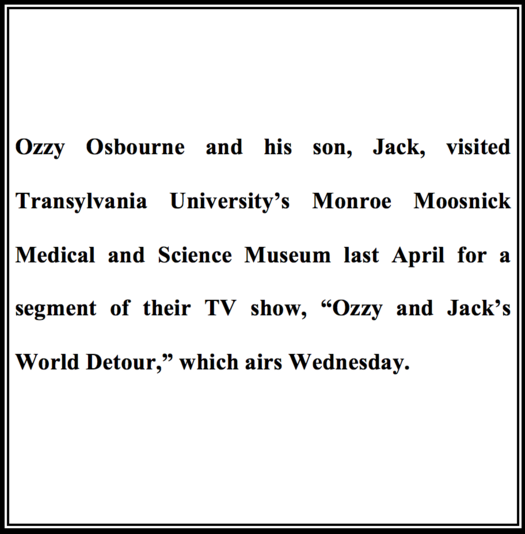 Ozzy Osbourne and his son, Jack, visited
Transylvania University’s Monroe Moosnick
Medical and Science Museum last April for a
segment of their TV show, “Ozzy and Jack’s
World Detour,” which airs Wednesday.